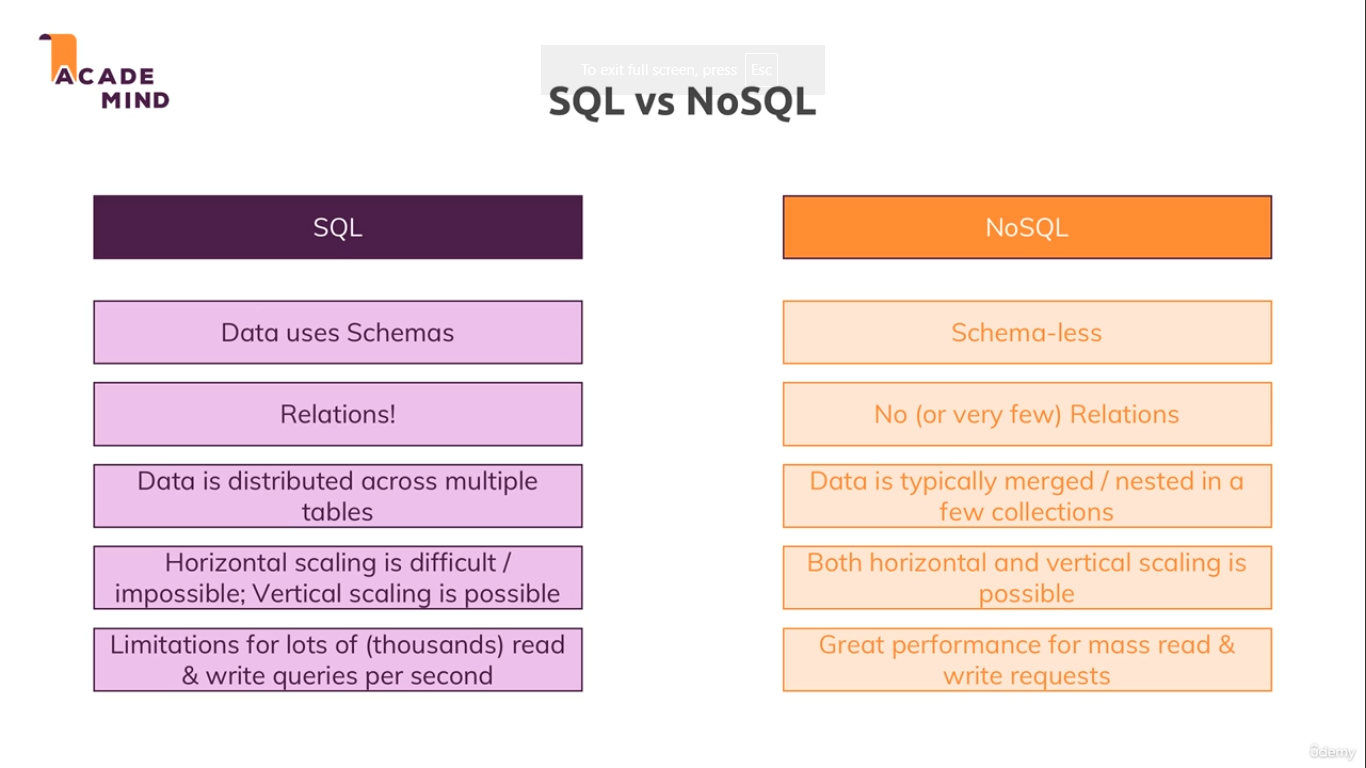 ACADE
MIND
To exit full screen, press Esc
SQL vs NoSQL
SQL
NoSQL
Data uses Schemas
Schema-less
Relations!
No (or very few) Relations
Data is distributed across multiple
tables
Data is typically merged / nested in a
few collections
Horizontal scaling is difficult /
impossible; Vertical scaling is possible
Both horizontal and vertical scaling is
possible
Limitations for lots of (thousands) read
& write queries per second
Great performance for mass read &
write requests
ûdemy